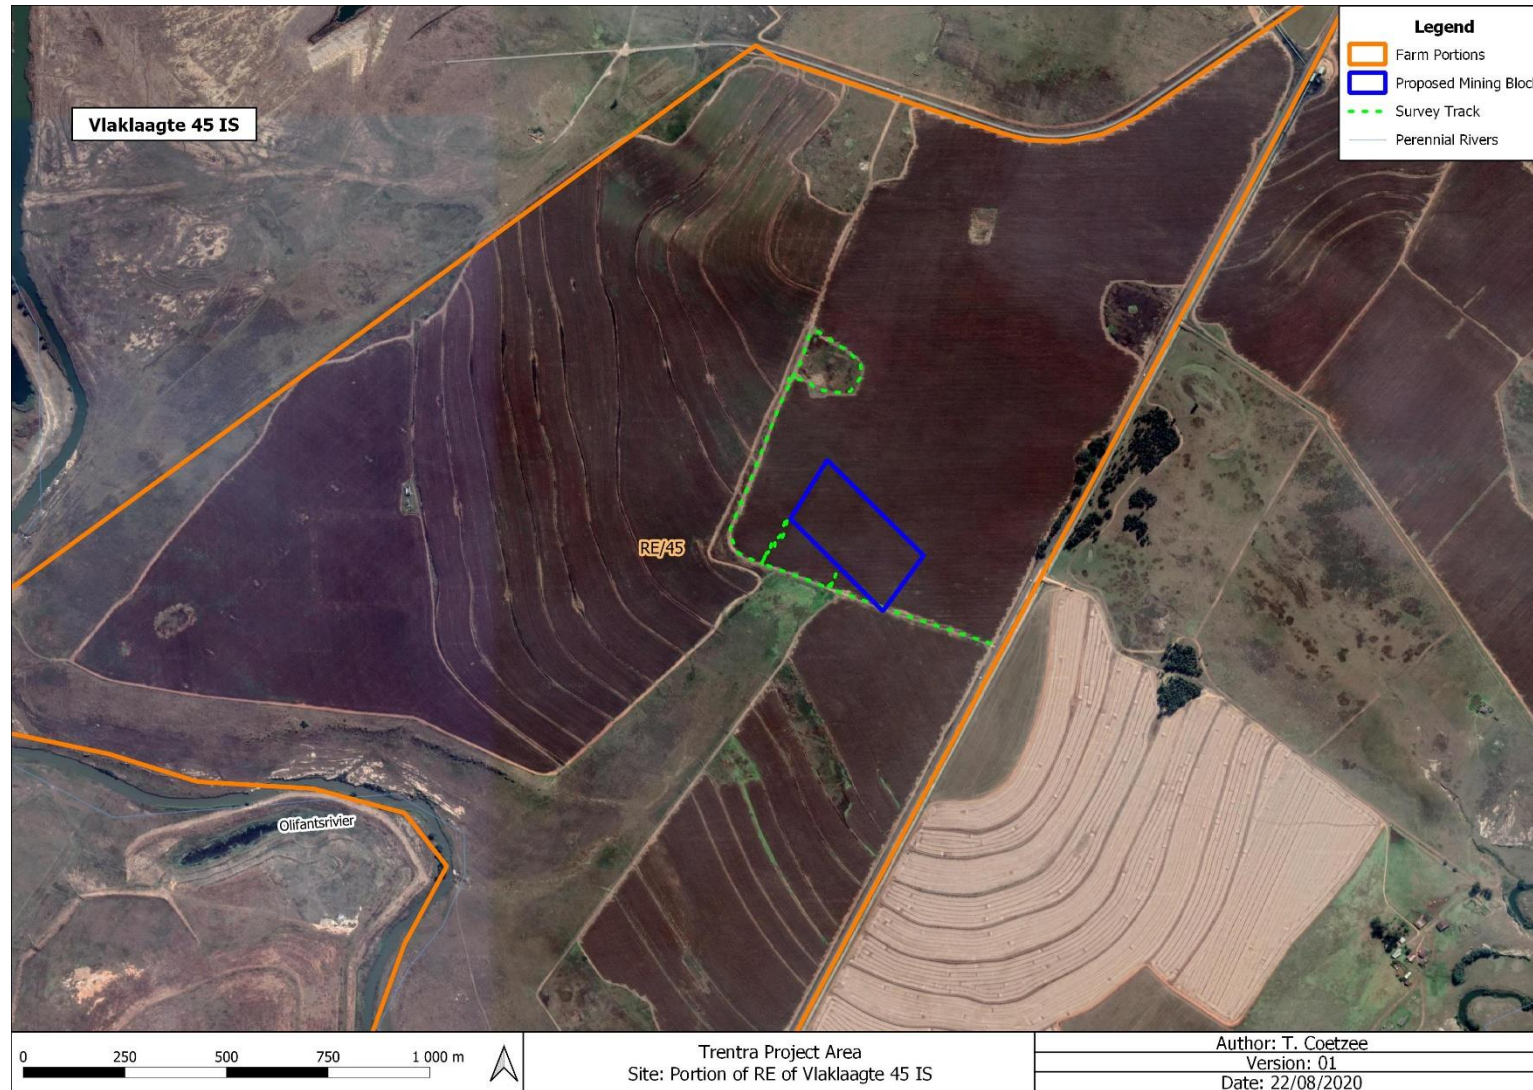 Vlaklaagte 45 IS
Legend
Farm Portions
Proposed Mining Block
Survey Track
Perennial Rivers
RE/45
Olifantsrivier
0 250 500 750 1 000 m
Trentra Project Area
Site: Portion of RE of Vlaklaagte 45 IS
Author: T. Coetzee
Version: 01
Date: 22/08/2020